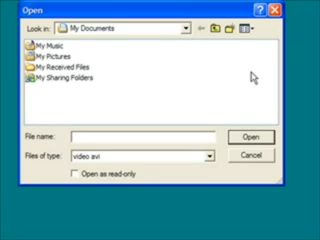 Open
Look in: My Documents
My Music
My Pictures
My Received Files
My Sharing Folders
File name: Open
Files of type: video avi Cancel
Open as read-only